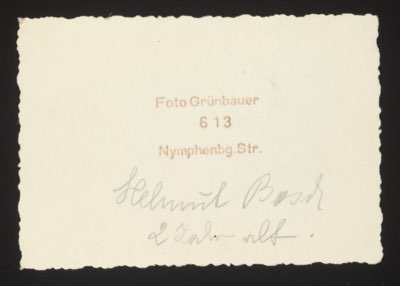 Foto Grünbauer
6 13
Nymphenbg.Str.
Helmut Bosch
2 Jahr alt.